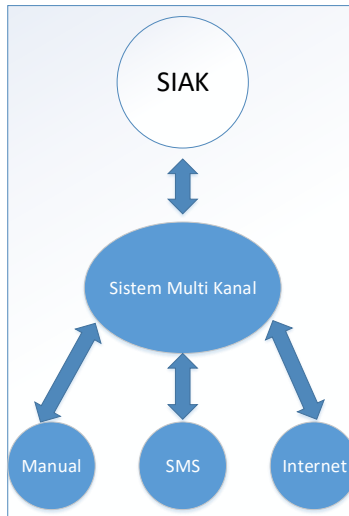 SIAK
Sistem Multi Kanal
Manual
SMS
Internet